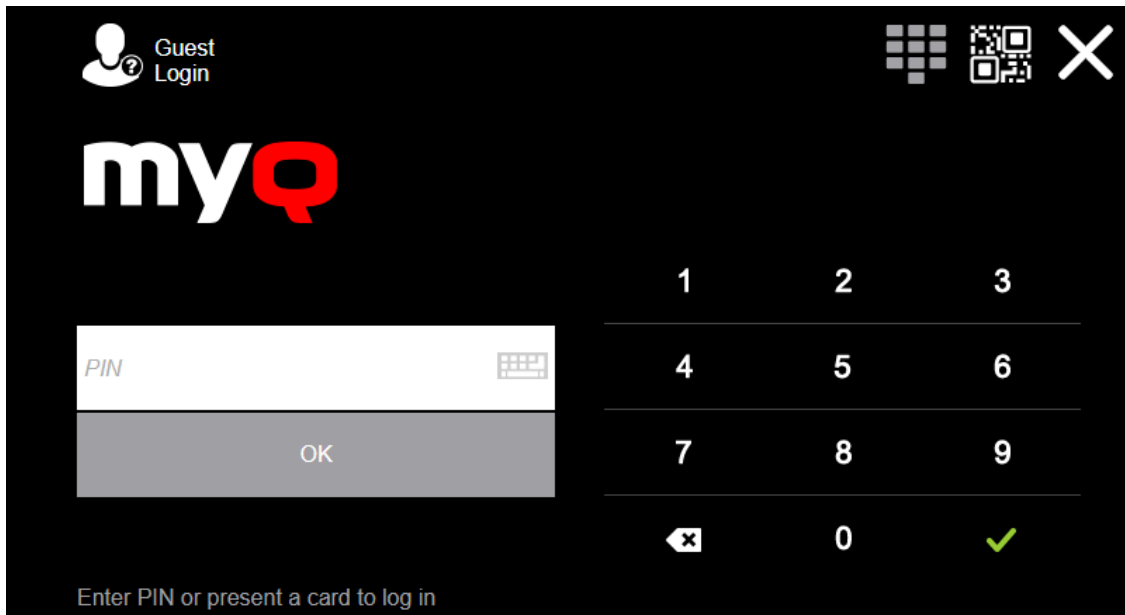 Guest
Login
myQ
1 2 3
PIN
4 5 6
OK
7 8 9
0
Enter PIN or present a card to log in